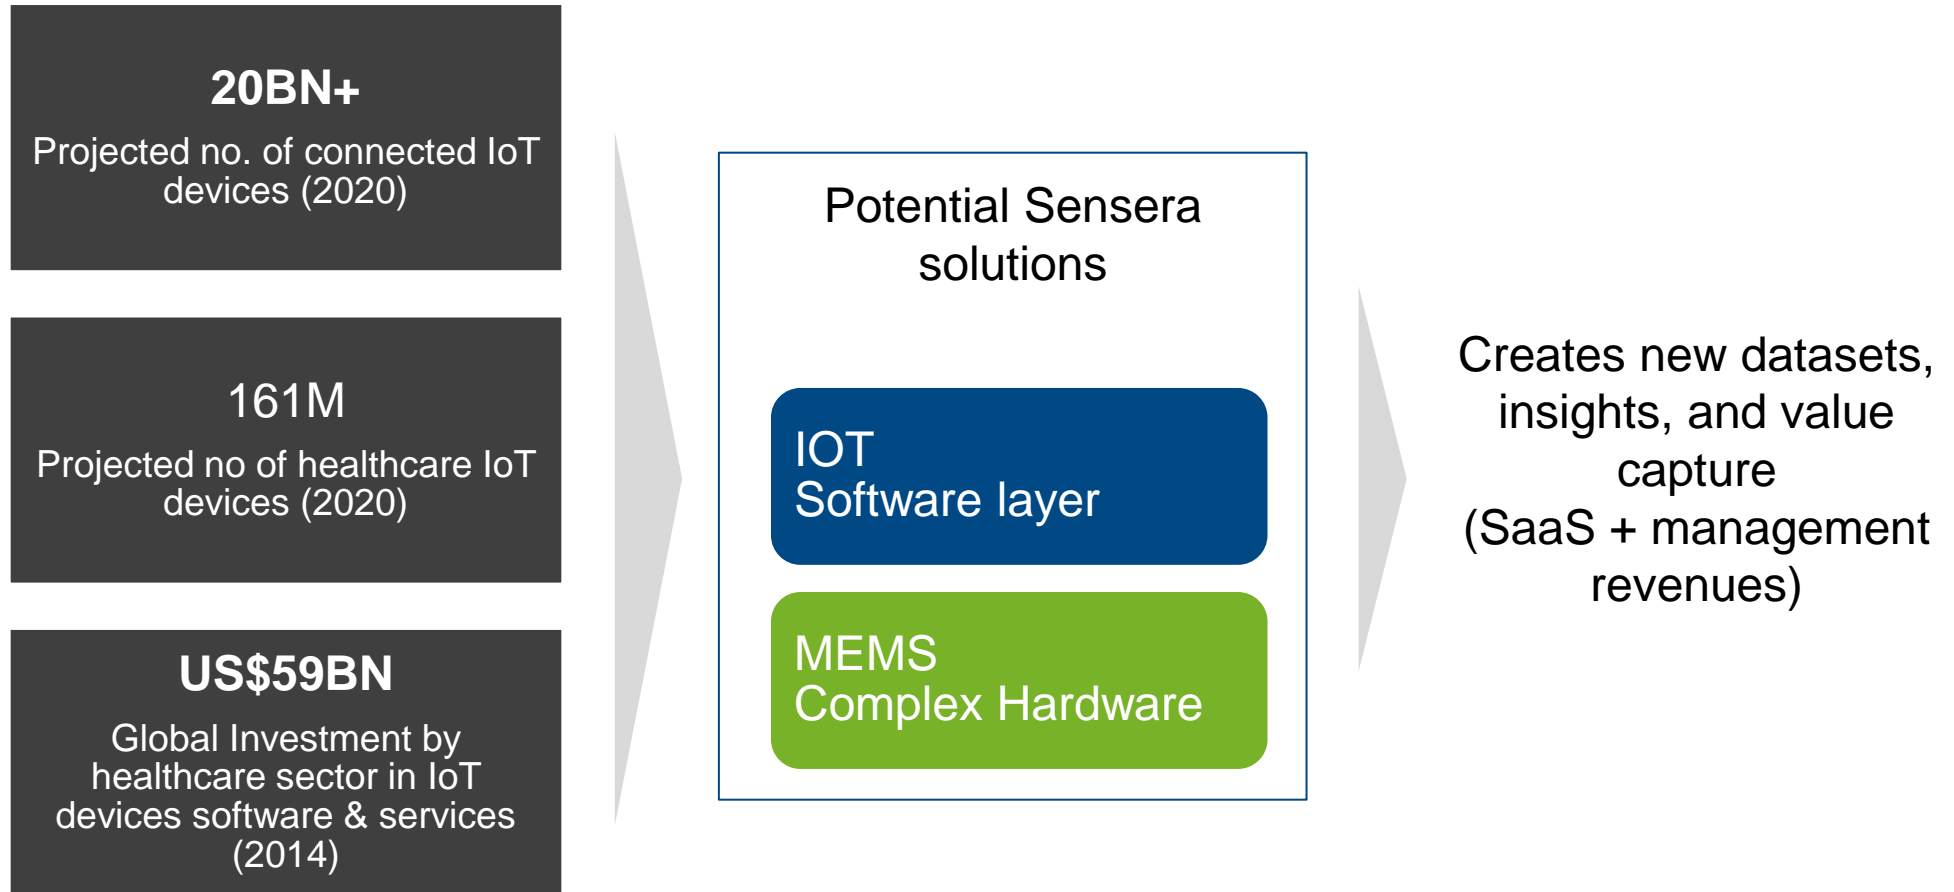 20BN+
Projected no. of connected IoT
devices (2020)
161M
Projected no of healthcare IoT
devices (2020)
US$59BN
Global Investment by
healthcare sector in IoT
devices software & services
(2014)
Potential Sensera
solutions
IOT
Software layer
MEMS
Complex Hardware
Creates new datasets,
insights, and value
capture
(SaaS + management
revenues)